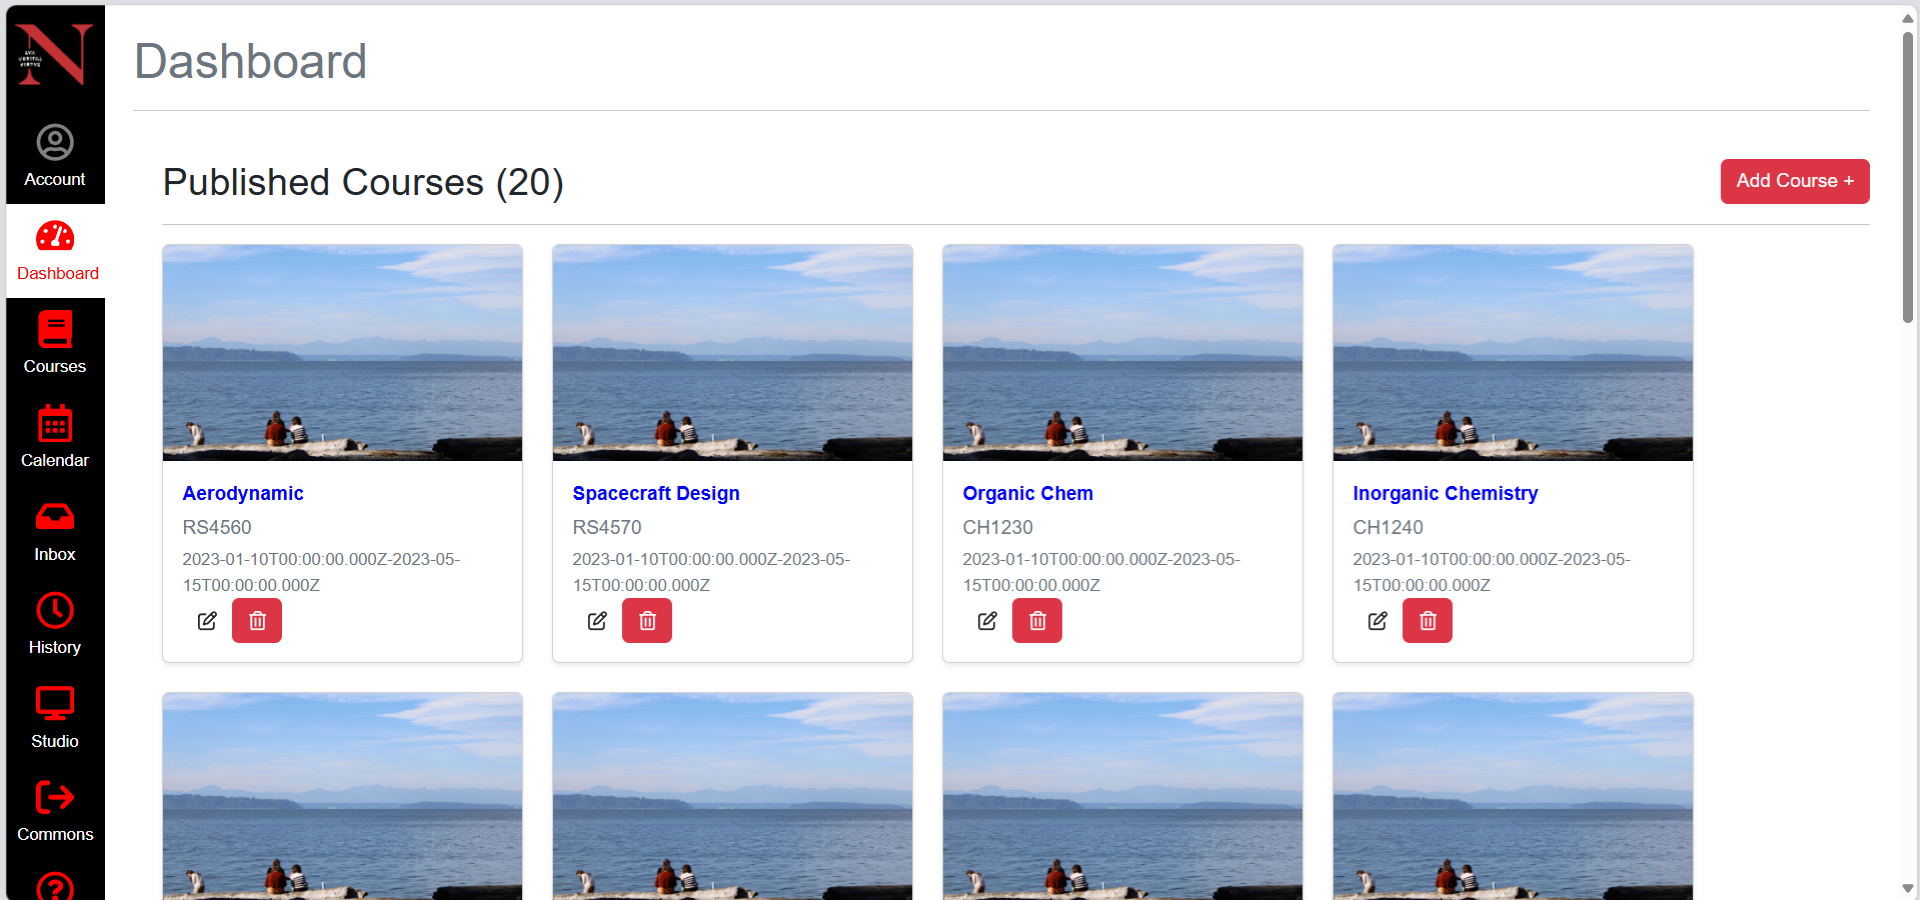 Dashboard
Account
Dashboard
Courses
Calendar
Inbox
History
Studio
Commons
Published Courses (20)
Add Course +
Aerodynamic
RS4560
2023-01-10T00:00:00.000Z-2023-05-
15T00:00:00.000Z
Spacecraft Design
RS4570
2023-01-10T00:00:00.000Z-2023-05-
15T00:00:00.000Z
Organic Chem
CH1230
2023-01-10T00:00:00.000Z-2023-05-
15T00:00:00.000Z
Inorganic Chemistry
CH1240
2023-01-10T00:00:00.000Z-2023-05-
15T00:00:00.000Z